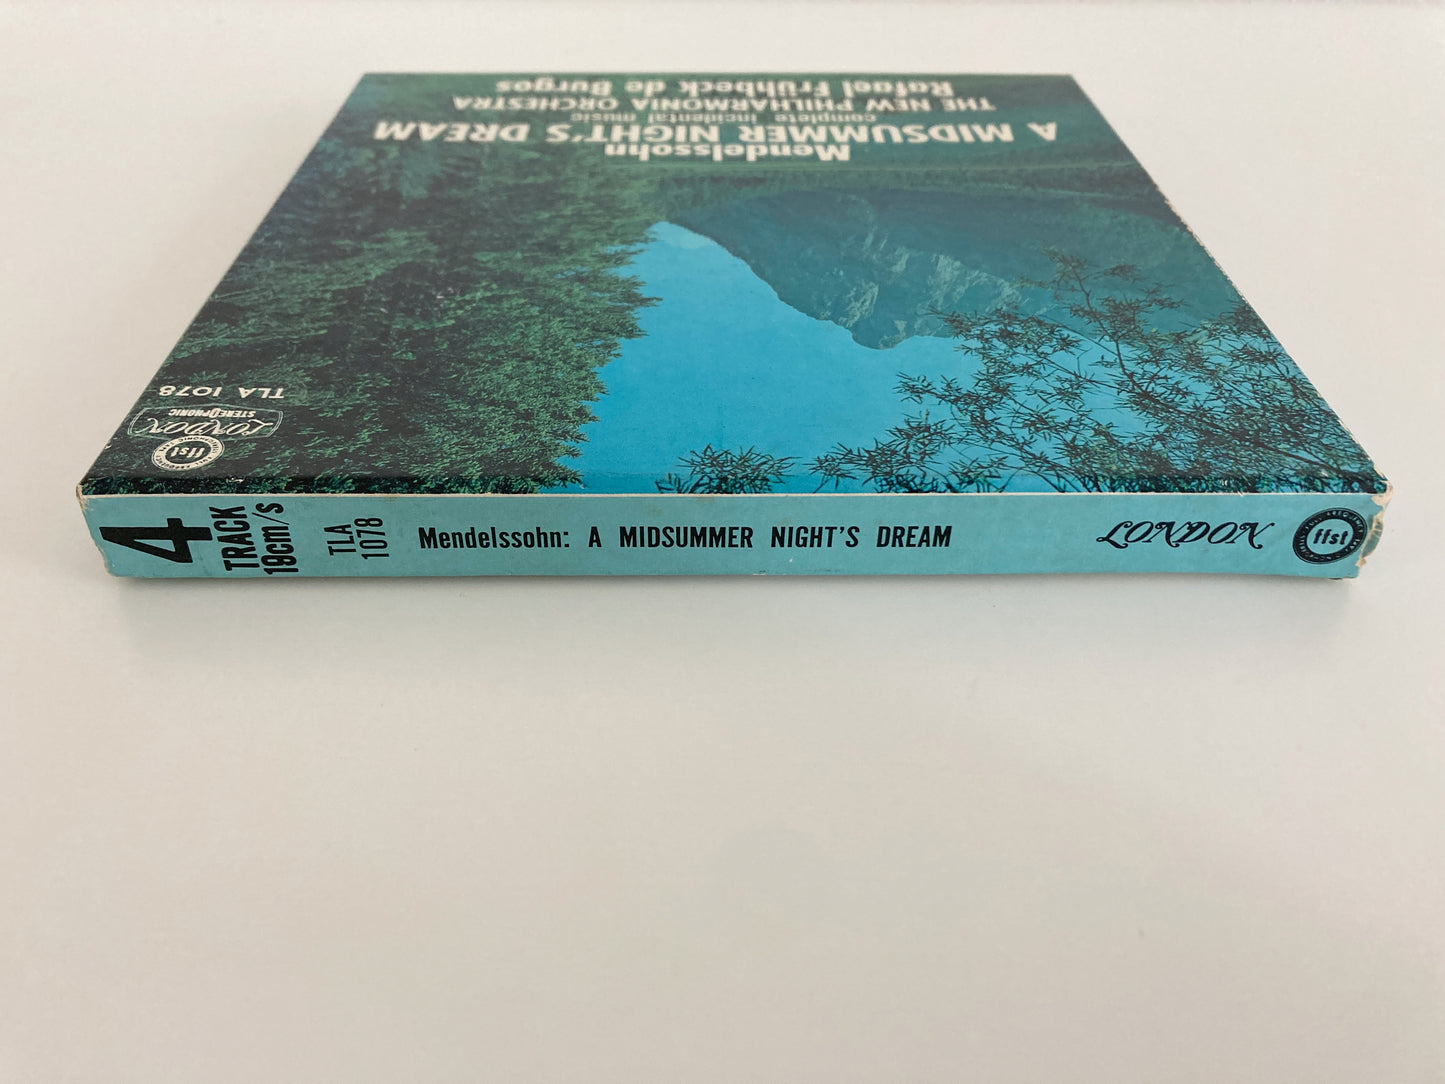 Mendelssohn
A MIDSUMMER NIGHT'S DREAM
complete incidental music
THE NEW PHILHARMONIA ORCHESTRA
Rafael Frühbeck de Burgos
TLA 1078
LONDON
STEREOPHONIC
ffst
4
TRACK
19cm/s
TLA
1078
Mendelssohn: A MIDSUMMER NIGHT'S DREAM
LONDON
ffst